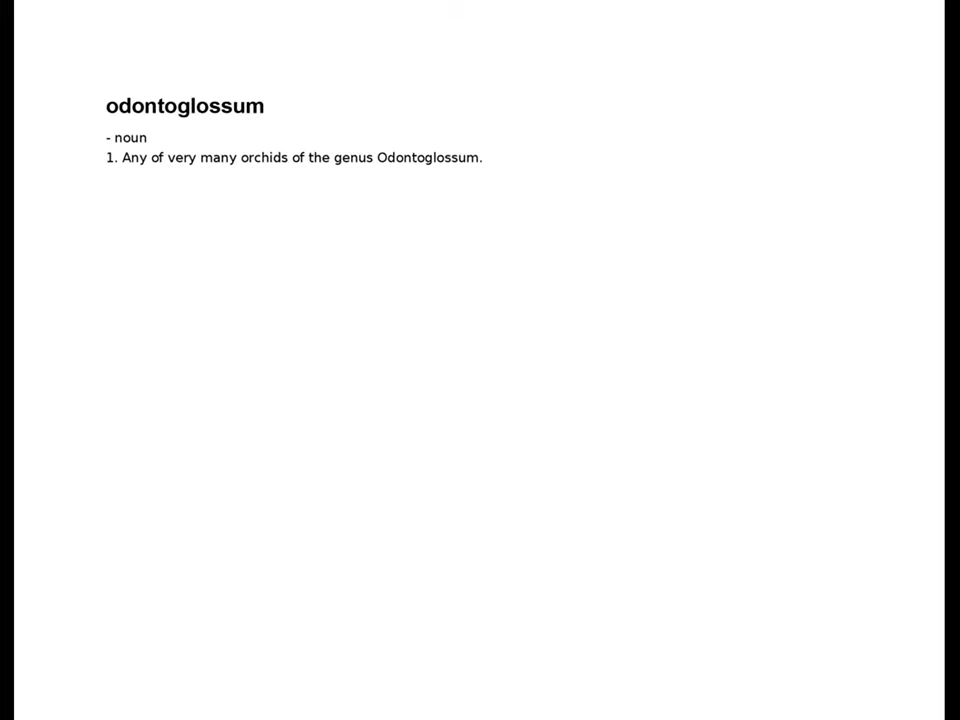 odontoglossum
- noun
1. Any of very many orchids of the genus Odontoglossum.